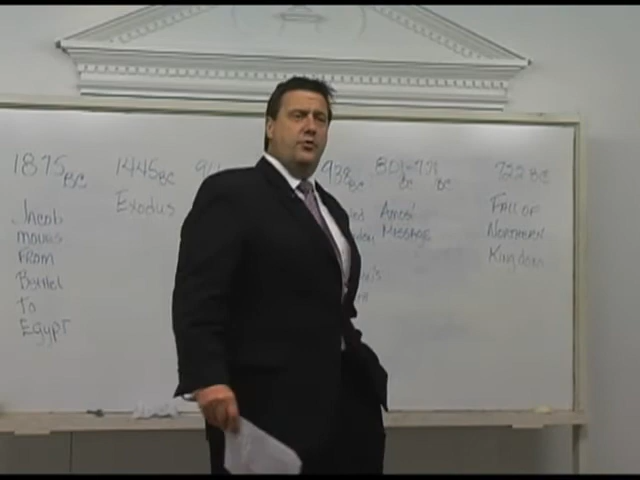 1875 BC
Jacob
moves
From
Bethel
To
Egypt
1445 BC
Exodus
938 BC
801-771
BC BC
Amos'
Message
722 BC
Fall of
Northern
Kingdom